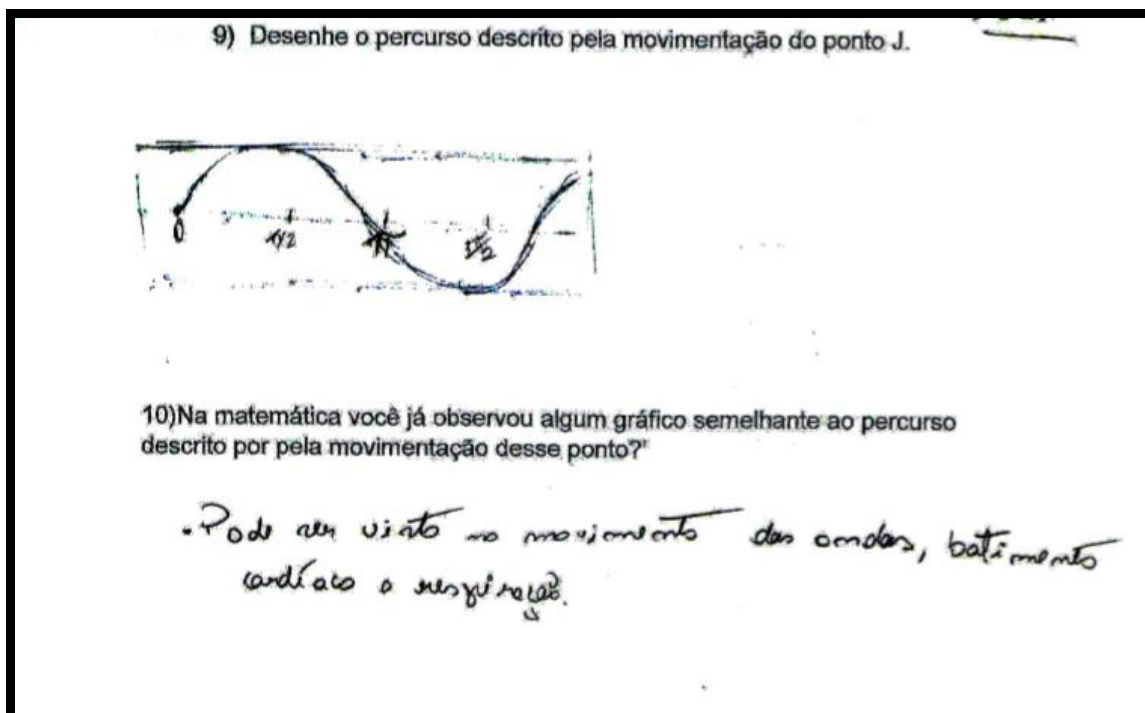 9) Desenhe o percurso descrito pela movimentação do ponto J.
0 π/2 π 3π/2
10)Na matemática você já observou algum gráfico semelhante ao percurso
descrito por pela movimentação desse ponto?
. Pode ser visto no movimento das ondas, batimento
cardíaco e respiração.